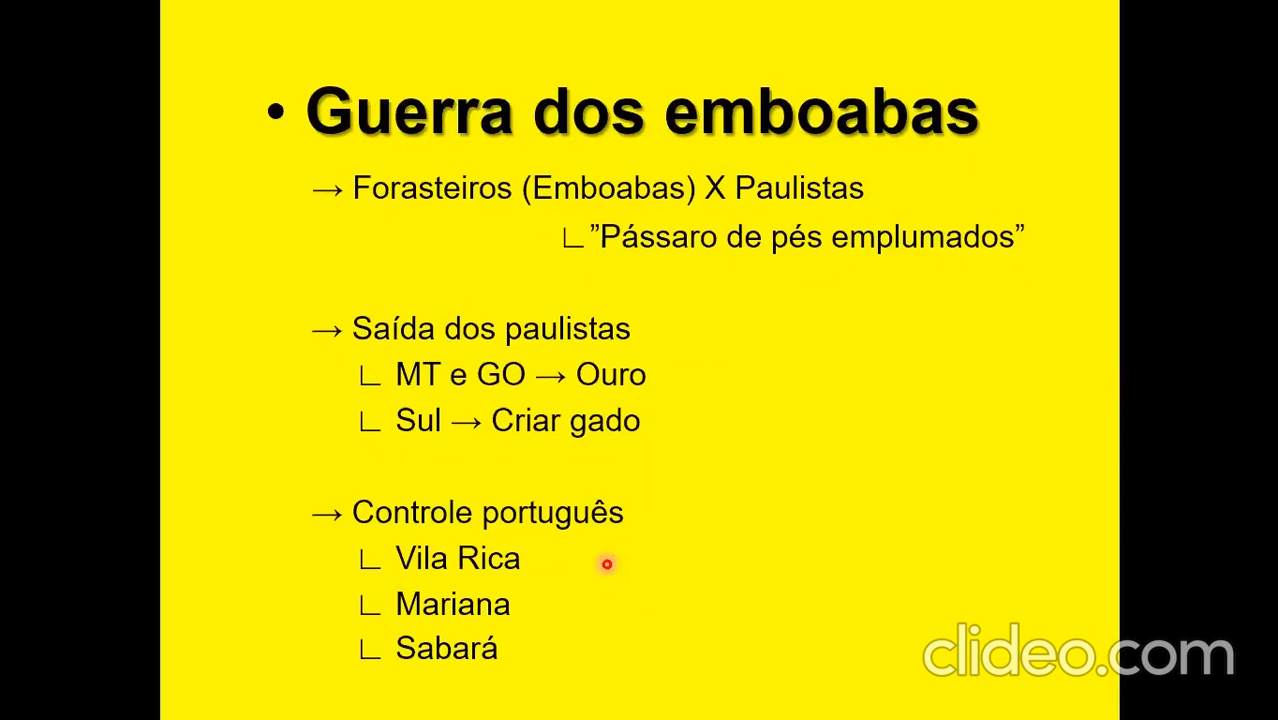 • Guerra dos emboabas
→ Forasteiros (Emboabas) X Paulistas
∟”Pássaro de pés emplumados”
→ Saída dos paulistas
∟ MT e GO → Ouro
∟ Sul → Criar gado
→ Controle português
∟ Vila Rica
∟ Mariana
∟ Sabará
clideo.com